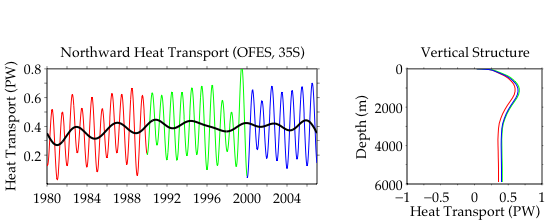 Northward Heat Transport (OFES, 35S)
Heat Transport (PW)
0.8
0.6
0.4
0.2
1980 1984 1988 1992 1996 2000 2004
Vertical Structure
Depth (m)
0
2000
4000
6000
−1 −0.5 0 0.5 1
Heat Transport (PW)